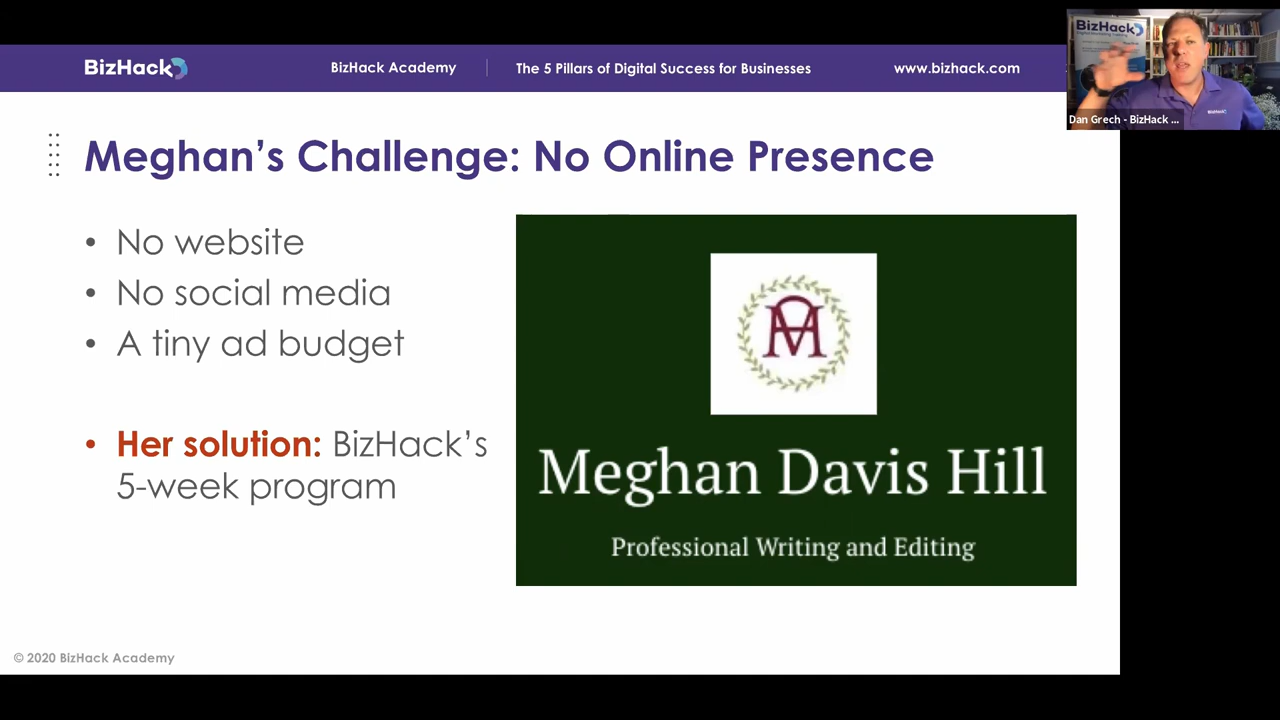 BizHack
BizHack Academy
The 5 Pillars of Digital Success for Businesses
www.bizhack.com
BizHack
Dan Grech - BizHack ...
BizHack
Meghan's Challenge: No Online Presence
• No website
• No social media
• A tiny ad budget
• Her solution: BizHack's
5-week program
Meghan Davis Hill
Professional Writing and Editing
© 2020 BizHack Academy